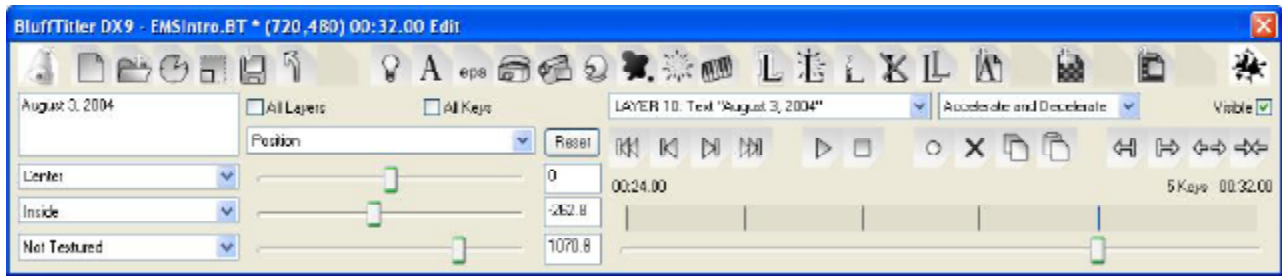 BluffTitler DX9 - EMSIntro.BT * (720,480) 00:32.00 Edit
A eps L L L K LL A
August 3, 2004
All Layers
All Keys
LAYER 10: Text "August 3, 2004"
Accelerate and Decelerate
Visible
Position
Reset
Center
0
00:24.00
5 Keys 00:32.00
Inside
-262.8
Not Textured
1070.8